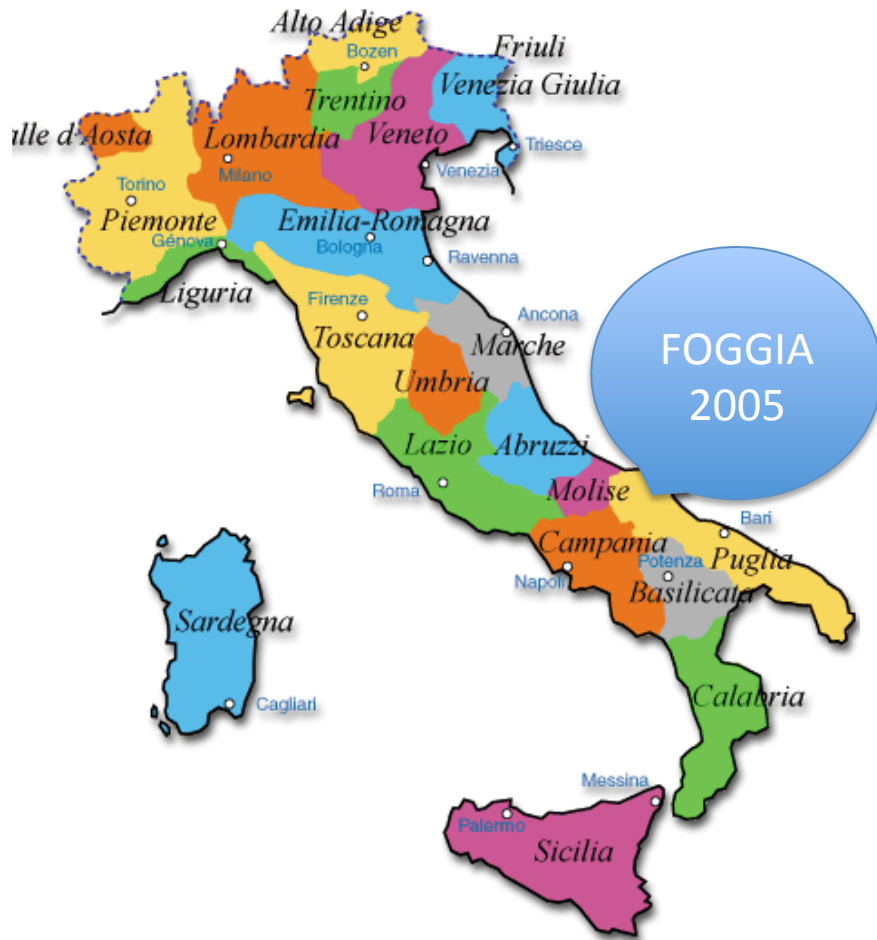 Alto Adige
Bozen
Friuli
Venezia Giulia
Trentino
alle d'Aosta
Lombardia
Veneto
Triesce
Venezia
Milano
Torino
Piemonte
Emilia-Romagna
Génova
Bologna
Ravenna
Liguria
Firenze
Ancona
Toscana
Marche
FOGGIA
2005
Umbria
Lazio
Abruzzi
Roma
Molise
Bari
Campania
Puglia
Potenza
Napoli
Basilicata
Sardegna
Cagliari
Calabria
Messina
Palermo
Sicilia